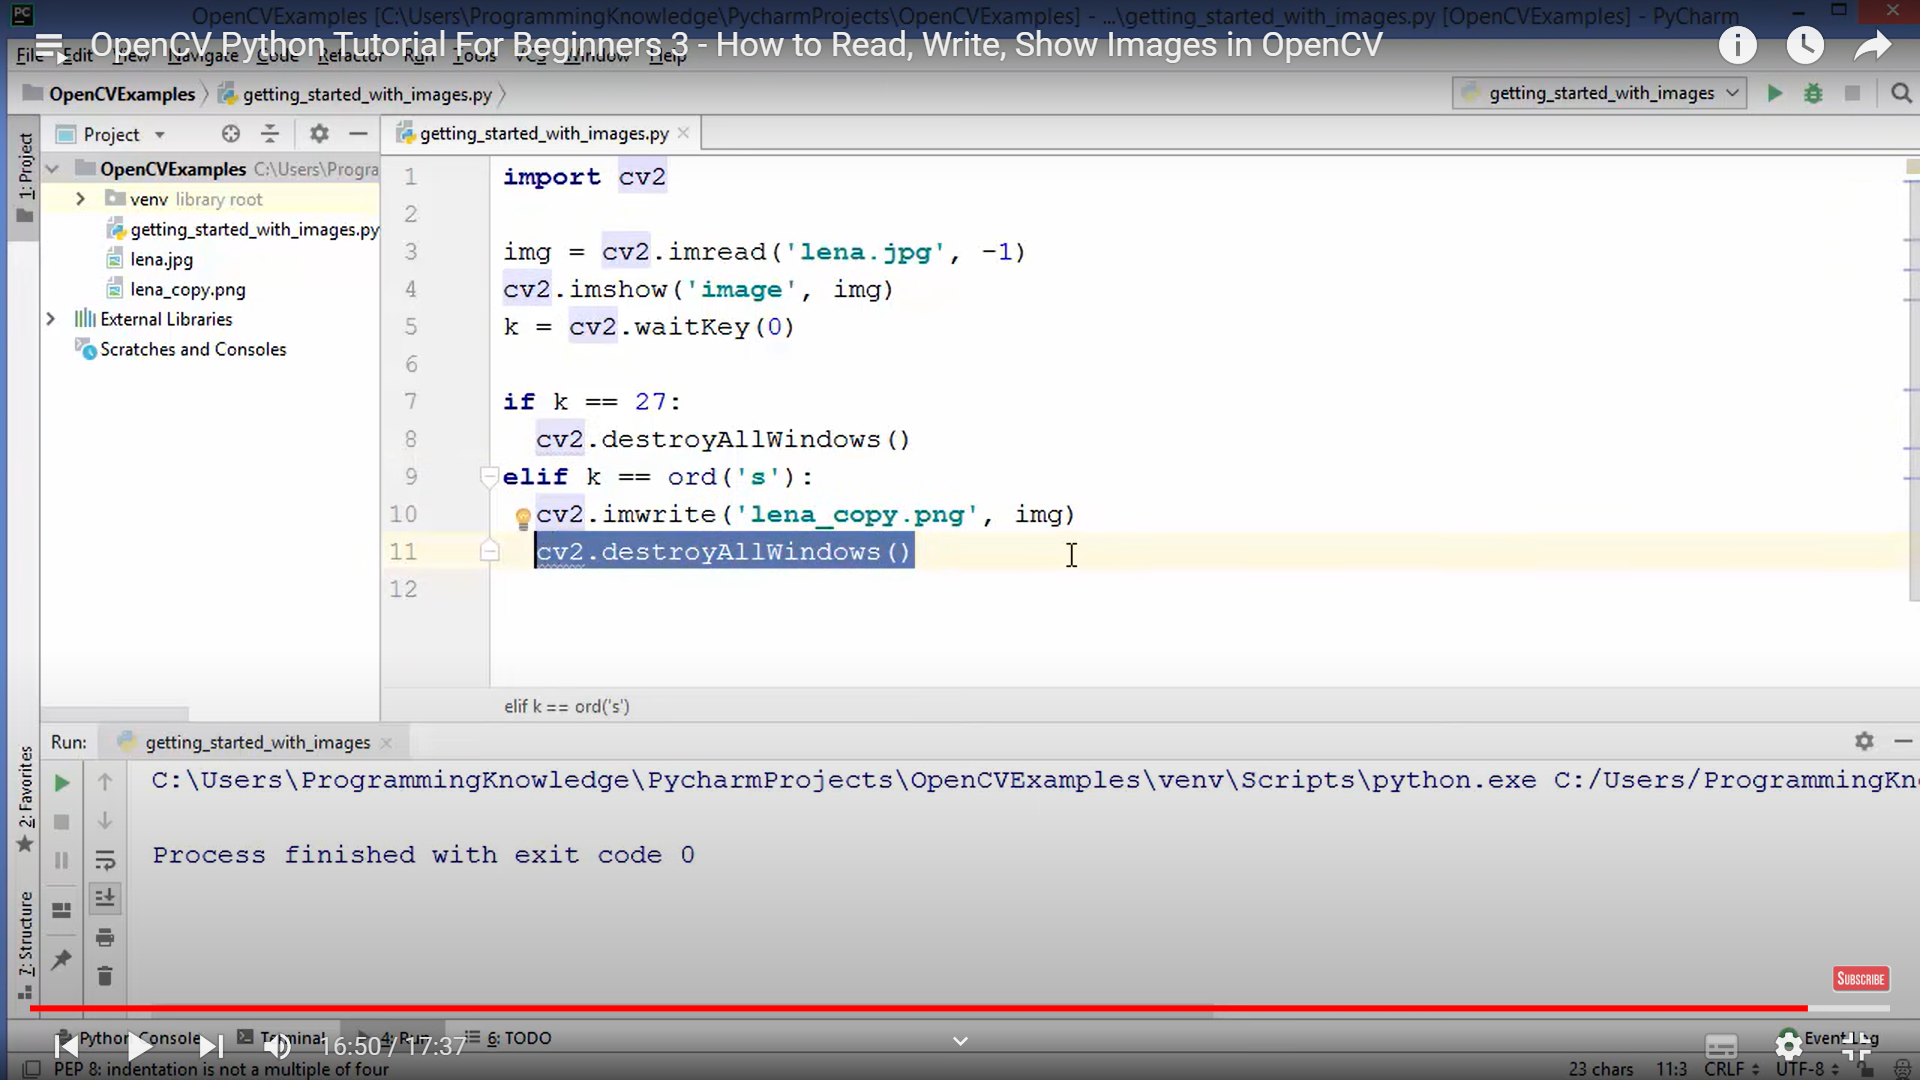 OpenCVExamples [C:\Users\ProgrammingKnowledge\PycharmProjects\OpenCVExamples] - ...\getting_started_with_images.py [OpenCVExamples] - PyCharm
OpenCV Python Tutorial For Beginners 3 - How to Read, Write, Show Images in OpenCV
File Edit View Navigate Code Refactor Run Tools VCS Window Help
OpenCVExamples getting_started_with_images.py
getting_started_with_images
Project
getting_started_with_images.py
1: Project
OpenCVExamples C:\Users\Progra
venv library root
getting_started_with_images.py
lena.jpg
lena_copy.png
External Libraries
Scratches and Consoles
1 import cv2
2
3 img = cv2.imread('lena.jpg', -1)
4 cv2.imshow('image', img)
5 k = cv2.waitKey(0)
6
7 if k == 27:
8 cv2.destroyAllWindows()
9 elif k == ord('s'):
10 cv2.imwrite('lena_copy.png', img)
11 cv2.destroyAllWindows()
12
elif k == ord('s')
Run: getting_started_with_images
2: Favorites
7: Structure
C:\Users\ProgrammingKnowledge\PycharmProjects\OpenCVExamples\venv\Scripts\python.exe C:/Users/ProgrammingKn
Process finished with exit code 0
SUBSCRIBE
Python Console Terminal 4: Run 6: TODO Event Log
16:50 / 17:37
PEP 8: indentation is not a multiple of four
23 chars 11:3 CRLF UTF-8